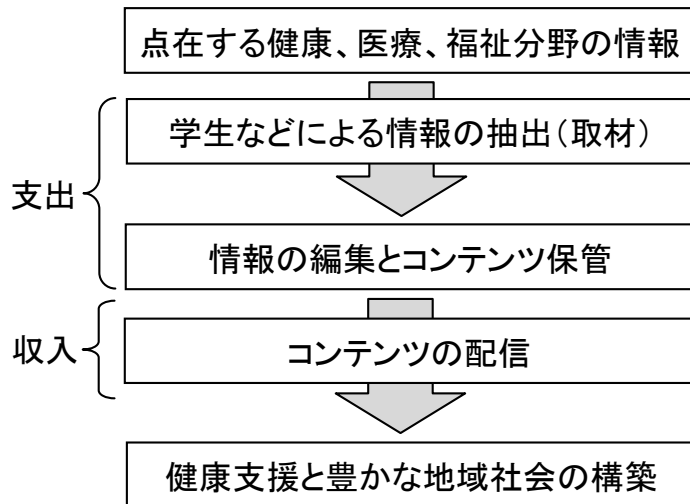 点在する健康、医療、福祉分野の情報
学生などによる情報の抽出（取材）
支出
情報の編集とコンテンツ保管
収入
コンテンツの配信
健康支援と豊かな地域社会の構築